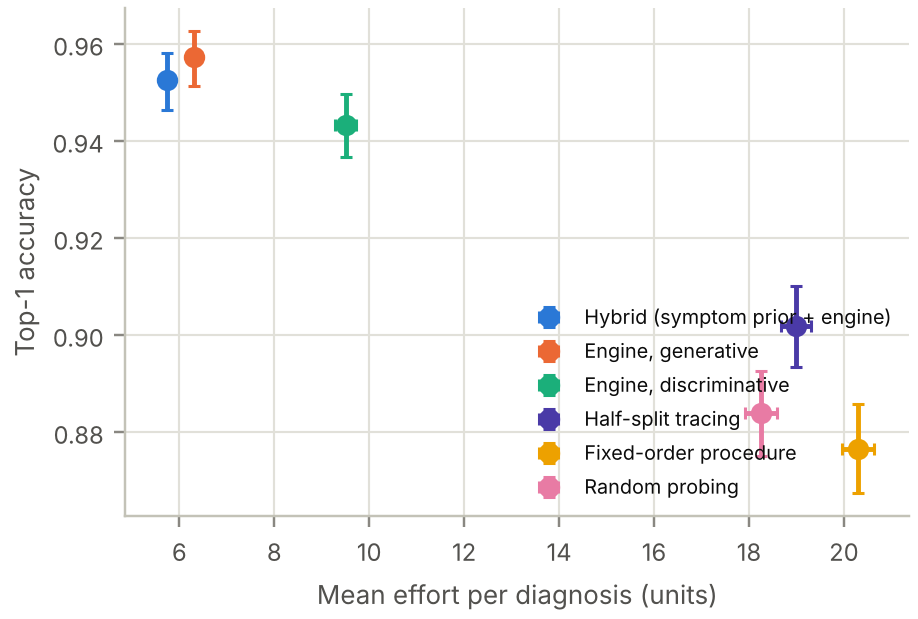 0.96
0.94
0.92
0.90
0.88
Top-1 accuracy
Hybrid (symptom prior + engine)
Engine, generative
Engine, discriminative
Half-split tracing
Fixed-order procedure
Random probing
6 8 10 12 14 16 18 20
Mean effort per diagnosis (units)